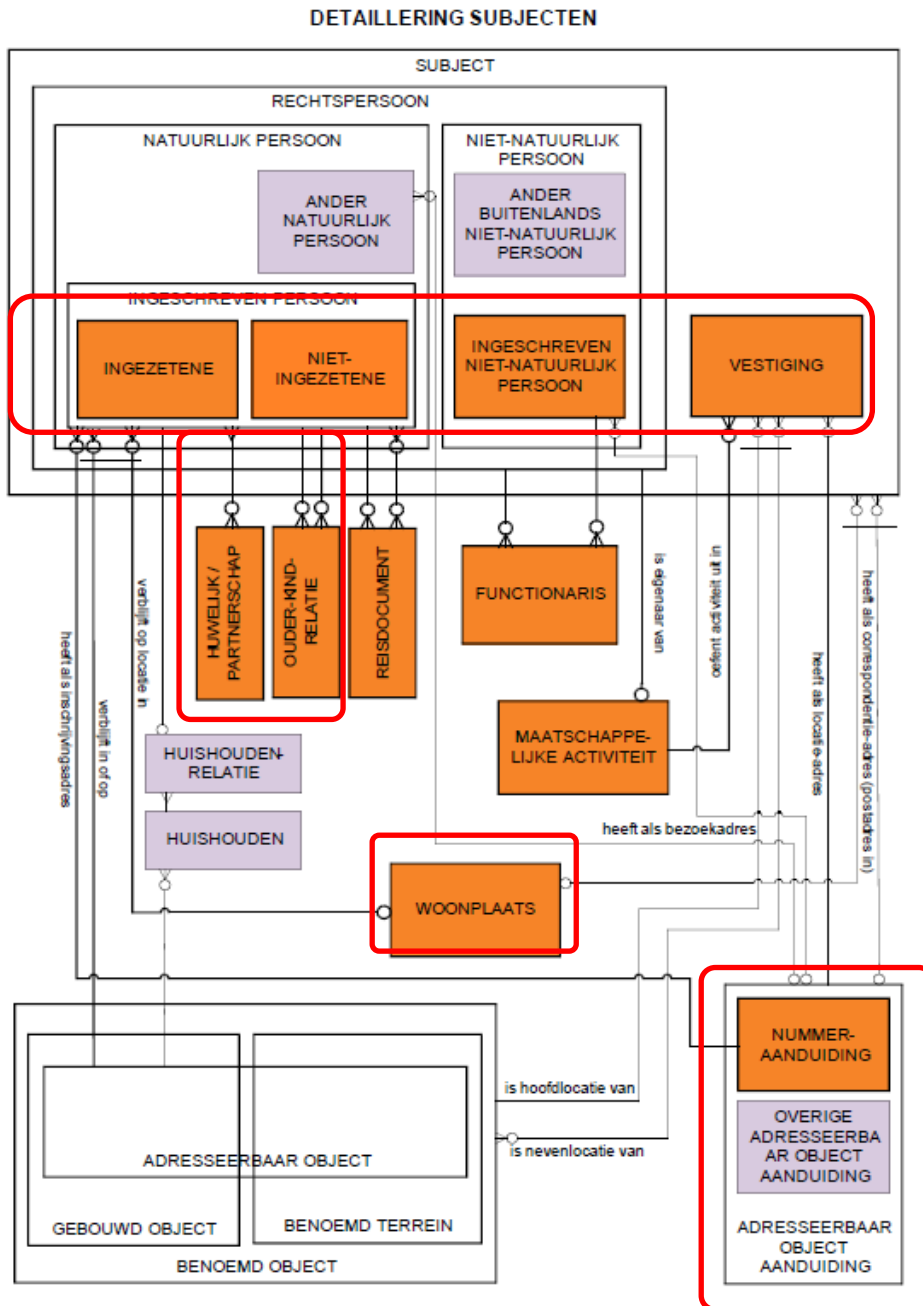 DETAILLERING SUBJECTEN
SUBJECT
RECHTSPERSOON
NATUURLIJK PERSOON
NIET-NATUURLIJK
PERSOON
ANDER
NATUURLIJK
PERSOON
ANDER
BUITENLANDS
NIET-NATUURLIJK
PERSOON
INGESCHREVEN PERSOON
INGEZETENE
NIET-
INGEZETENE
INGESCHREVEN
NIET-NATUURLIJK
PERSOON
VESTIGING
HUWELIJK /
PARTNERSCHAP
OUDER-KIND-
RELATIE
REISDOCUMENT
FUNCTIONARIS
is eigenaar van
oefent activiteit uit in
heeft als locatie-adres
heeft als correspondentie-adres (postadres in)
heeft als inschrijvingsadres
verblijft in of op
verblijft op locatie in
MAATSCHAPPE-
LIJKE ACTIVITEIT
HUISHOUDEN-
RELATIE
HUISHOUDEN
heeft als bezoekadres
WOONPLAATS
NUMMER-
AANDUIDING
OVERIGE
ADRESSEERBA
AR OBJECT
AANDUIDING
ADRESSEERBAAR
OBJECT
AANDUIDING
is hoofdlocatie van
is nevenlocatie van
ADRESSEERBAAR OBJECT
GEBOUWD OBJECT
BENOEMD TERREIN
BENOEMD OBJECT